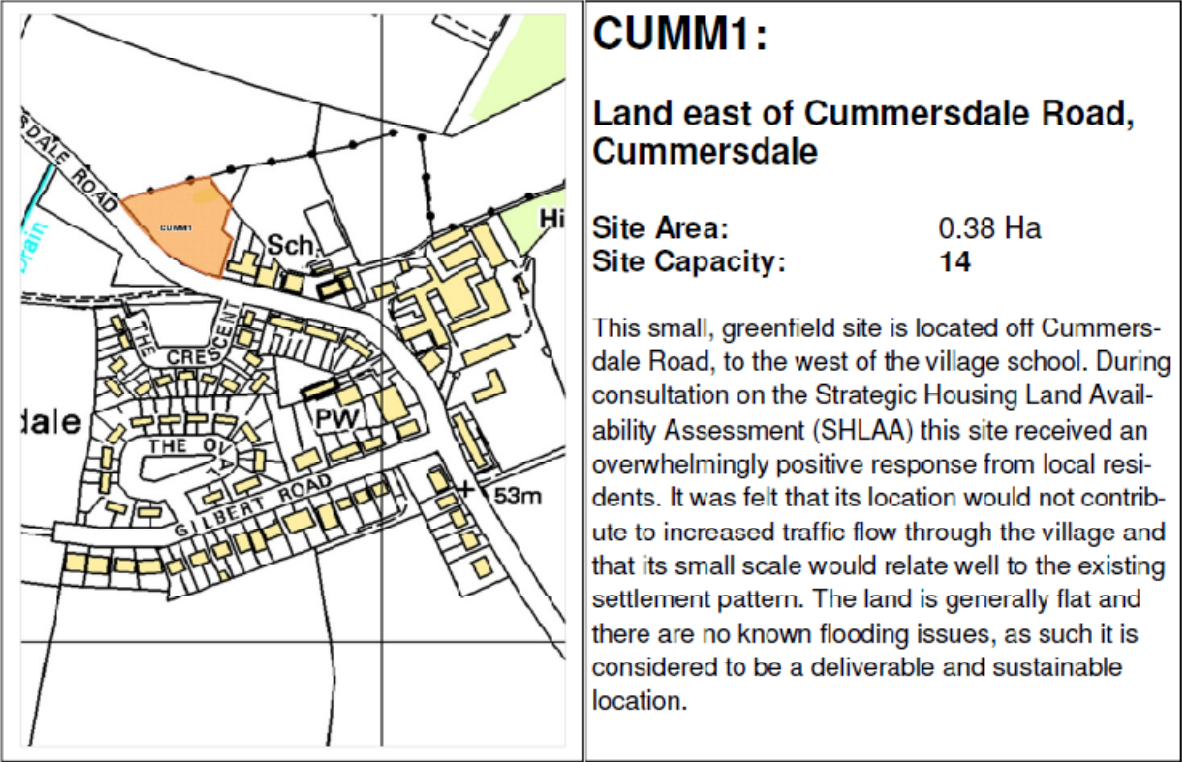 SDALE ROAD
CUMM1
Drain
Sch
Hi
THE
CRESCENT
dale
PW
THE OVAL
GILBERT ROAD
53m
CUMM1:
Land east of Cummersdale Road,
Cummersdale
Site Area: 0.38 Ha
Site Capacity: 14
This small, greenfield site is located off Cummers-
dale Road, to the west of the village school. During
consultation on the Strategic Housing Land Avail-
ability Assessment (SHLAA) this site received an
overwhelmingly positive response from local resi-
dents. It was felt that its location would not contrib-
ute to increased traffic flow through the village and
that its small scale would relate well to the existing
settlement pattern. The land is generally flat and
there are no known flooding issues, as such it is
considered to be a deliverable and sustainable
location.